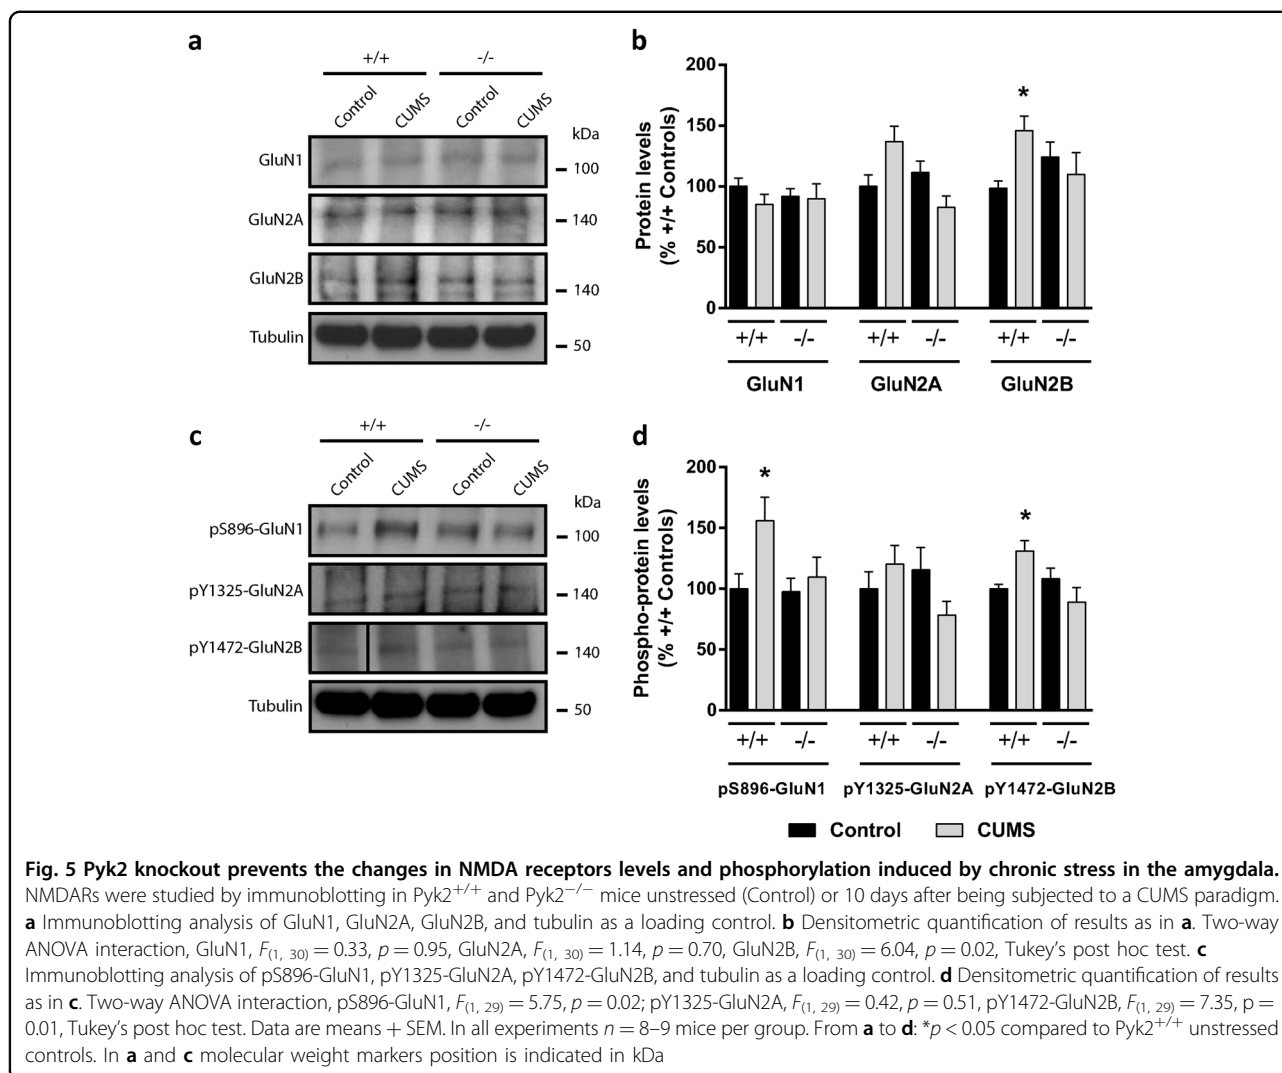 a
+/+ -/-
Control CUMS Control CUMS
kDa
GluN1
100
GluN2A
140
GluN2B
140
Tubulin
50
b
Protein levels
(% +/+ Controls)
200
150
100
50
0
*
+/+ -/- +/+ -/- +/+ -/-
GluN1 GluN2A GluN2B
c
+/+ -/-
Control CUMS Control CUMS
kDa
pS896-GluN1
100
pY1325-GluN2A
140
pY1472-GluN2B
140
Tubulin
50
d
Phospho-protein levels
(% +/+ Controls)
200
150
100
50
0
* *
+/+ -/- +/+ -/- +/+ -/-
pS896-GluN1 pY1325-GluN2A pY1472-GluN2B
Control CUMS
Fig. 5 Pyk2 knockout prevents the changes in NMDA receptors levels and phosphorylation induced by chronic stress in the amygdala.
NMDARs were studied by immunoblotting in Pyk2+/+ and Pyk2−/− mice unstressed (Control) or 10 days after being subjected to a CUMS paradigm.
a Immunoblotting analysis of GluN1, GluN2A, GluN2B, and tubulin as a loading control. b Densitometric quantification of results as in a. Two-way
ANOVA interaction, GluN1, F(1, 30) = 0.33, p = 0.95, GluN2A, F(1, 30) = 1.14, p = 0.70, GluN2B, F(1, 30) = 6.04, p = 0.02, Tukey's post hoc test. c
Immunoblotting analysis of pS896-GluN1, pY1325-GluN2A, pY1472-GluN2B, and tubulin as a loading control. d Densitometric quantification of results
as in c. Two-way ANOVA interaction, pS896-GluN1, F(1, 29) = 5.75, p = 0.02; pY1325-GluN2A, F(1, 29) = 0.42, p = 0.51, pY1472-GluN2B, F(1, 29) = 7.35, p =
0.01, Tukey's post hoc test. Data are means + SEM. In all experiments n = 8–9 mice per group. From a to d: *p < 0.05 compared to Pyk2+/+ unstressed
controls. In a and c molecular weight markers position is indicated in kDa